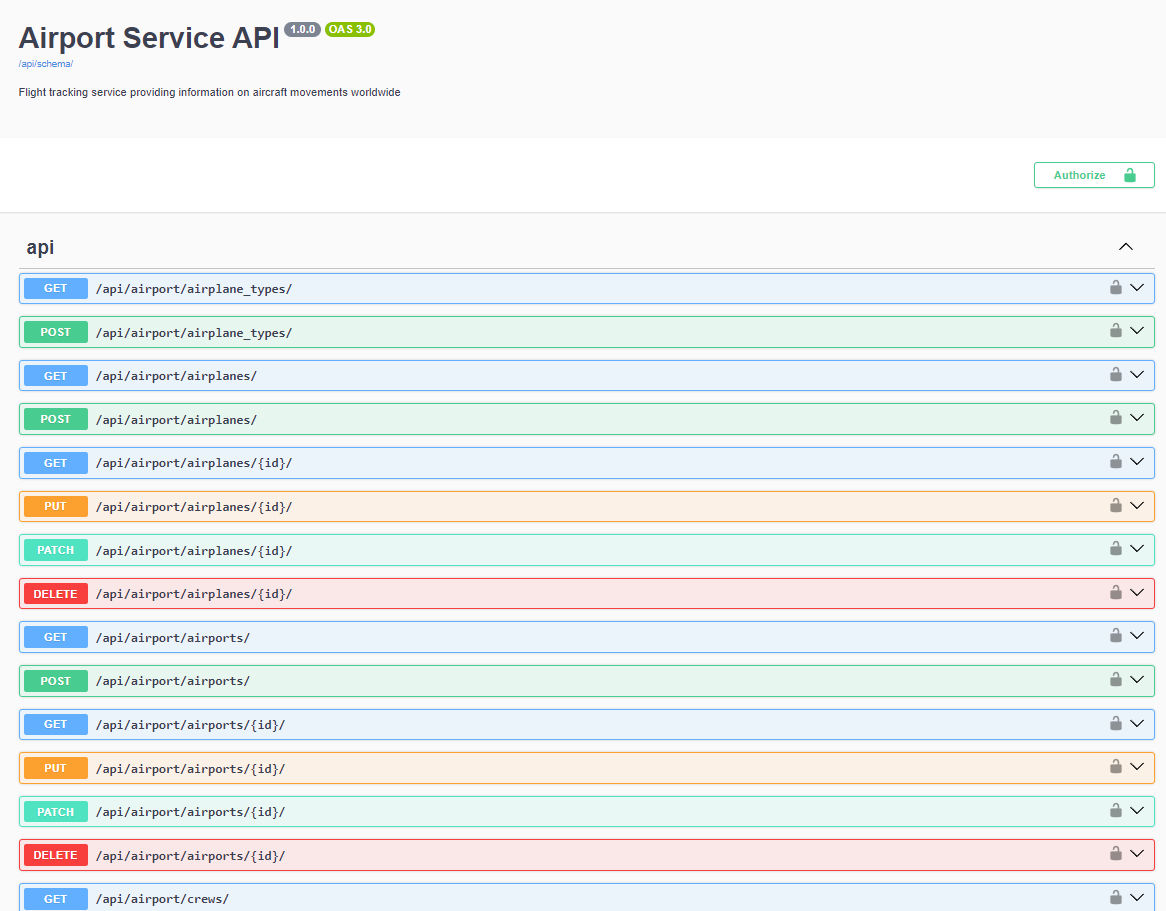 Airport Service API 1.0.0 OAS 3.0
/api/schema/
Flight tracking service providing information on aircraft movements worldwide
Authorize
api
GET /api/airport/airplane_types/
POST /api/airport/airplane_types/
GET /api/airport/airplanes/
POST /api/airport/airplanes/
GET /api/airport/airplanes/{id}/
PUT /api/airport/airplanes/{id}/
PATCH /api/airport/airplanes/{id}/
DELETE /api/airport/airplanes/{id}/
GET /api/airport/airports/
POST /api/airport/airports/
GET /api/airport/airports/{id}/
PUT /api/airport/airports/{id}/
PATCH /api/airport/airports/{id}/
DELETE /api/airport/airports/{id}/
GET /api/airport/crews/